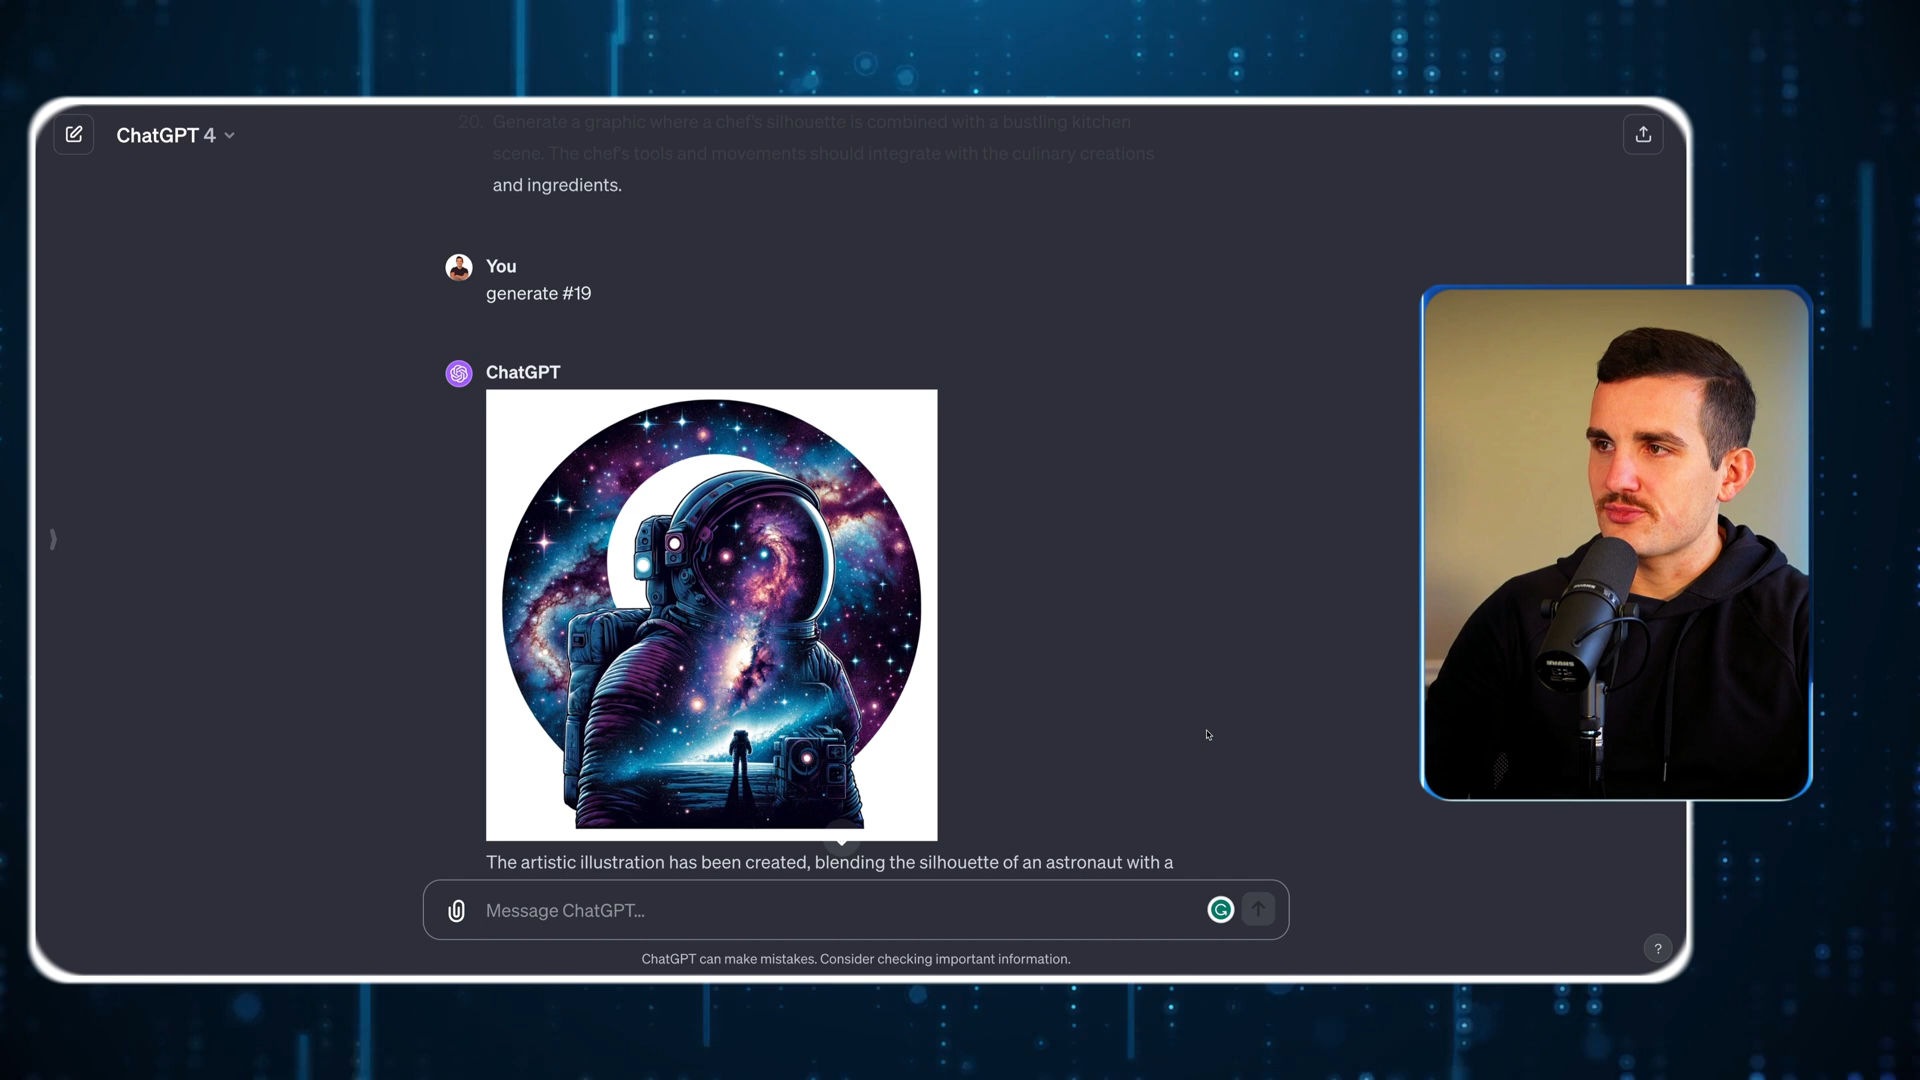 ChatGPT 4
20. Generate a graphic where a chef's silhouette is combined with a bustling kitchen
scene. The chef's tools and movements should integrate with the culinary creations
and ingredients.
You
generate #19
ChatGPT
The artistic illustration has been created, blending the silhouette of an astronaut with a
Message ChatGPT...
ChatGPT can make mistakes. Consider checking important information.
?